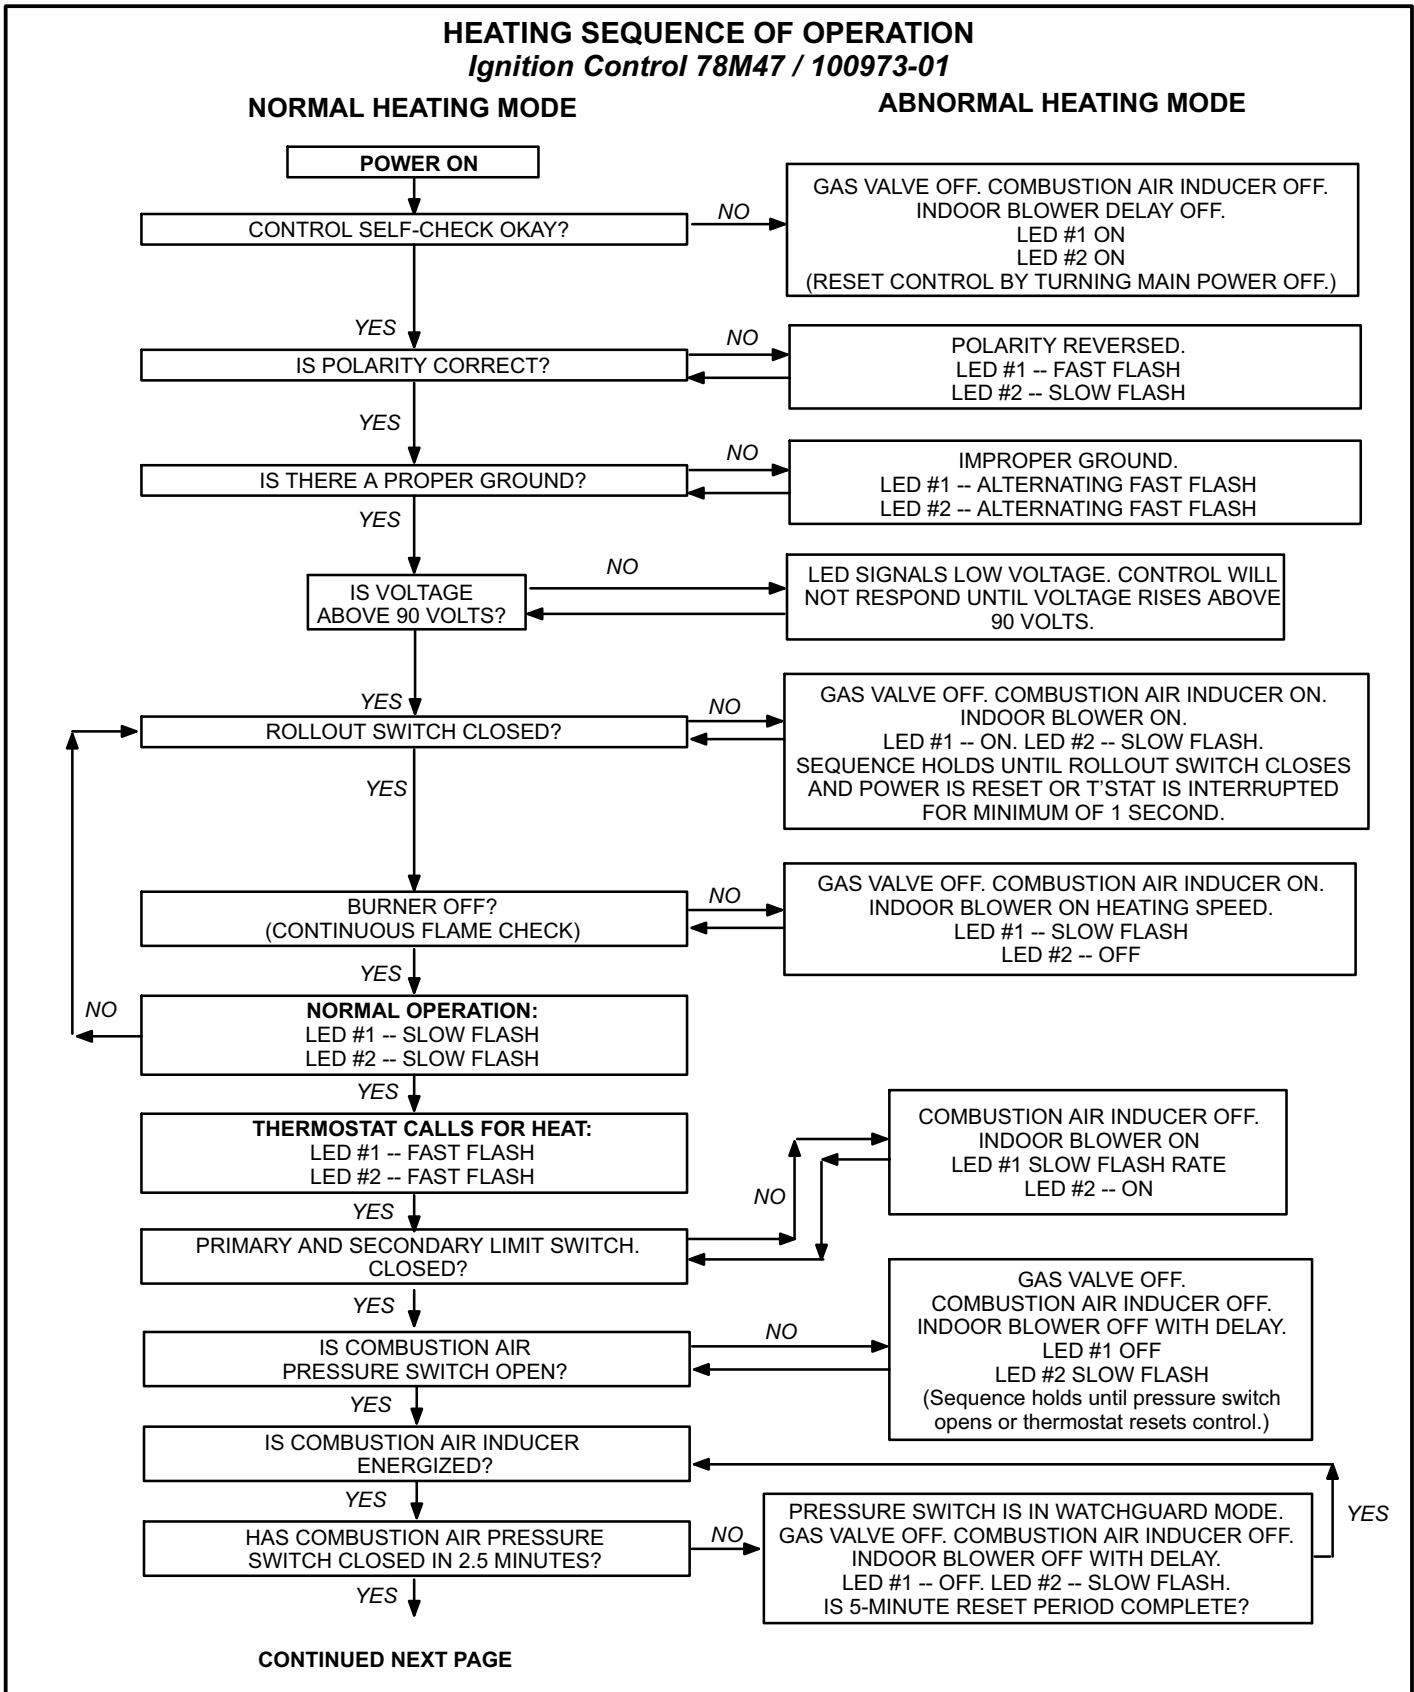 HEATING SEQUENCE OF OPERATION
Ignition Control 78M47 / 100973-01
NORMAL HEATING MODE
ABNORMAL HEATING MODE
POWER ON
CONTROL SELF-CHECK OKAY?
NO
GAS VALVE OFF. COMBUSTION AIR INDUCER OFF.
INDOOR BLOWER DELAY OFF.
LED #1 ON
LED #2 ON
(RESET CONTROL BY TURNING MAIN POWER OFF.)
YES
IS POLARITY CORRECT?
NO
POLARITY REVERSED.
LED #1 -- FAST FLASH
LED #2 -- SLOW FLASH
YES
IS THERE A PROPER GROUND?
NO
IMPROPER GROUND.
LED #1 -- ALTERNATING FAST FLASH
LED #2 -- ALTERNATING FAST FLASH
YES
IS VOLTAGE
ABOVE 90 VOLTS?
NO
LED SIGNALS LOW VOLTAGE. CONTROL WILL
NOT RESPOND UNTIL VOLTAGE RISES ABOVE
90 VOLTS.
YES
ROLLOUT SWITCH CLOSED?
NO
GAS VALVE OFF. COMBUSTION AIR INDUCER ON.
INDOOR BLOWER ON.
LED #1 -- ON. LED #2 -- SLOW FLASH.
SEQUENCE HOLDS UNTIL ROLLOUT SWITCH CLOSES
AND POWER IS RESET OR T'STAT IS INTERRUPTED
FOR MINIMUM OF 1 SECOND.
YES
BURNER OFF?
(CONTINUOUS FLAME CHECK)
NO
GAS VALVE OFF. COMBUSTION AIR INDUCER ON.
INDOOR BLOWER ON HEATING SPEED.
LED #1 -- SLOW FLASH
LED #2 -- OFF
YES
NO
NORMAL OPERATION:
LED #1 -- SLOW FLASH
LED #2 -- SLOW FLASH
YES
THERMOSTAT CALLS FOR HEAT:
LED #1 -- FAST FLASH
LED #2 -- FAST FLASH
NO
COMBUSTION AIR INDUCER OFF.
INDOOR BLOWER ON
LED #1 SLOW FLASH RATE
LED #2 -- ON
YES
PRIMARY AND SECONDARY LIMIT SWITCH.
CLOSED?
YES
IS COMBUSTION AIR
PRESSURE SWITCH OPEN?
NO
GAS VALVE OFF.
COMBUSTION AIR INDUCER OFF.
INDOOR BLOWER OFF WITH DELAY.
LED #1 OFF
LED #2 SLOW FLASH
(Sequence holds until pressure switch
opens or thermostat resets control.)
YES
IS COMBUSTION AIR INDUCER
ENERGIZED?
YES
HAS COMBUSTION AIR PRESSURE
SWITCH CLOSED IN 2.5 MINUTES?
NO
PRESSURE SWITCH IS IN WATCHGUARD MODE.
GAS VALVE OFF. COMBUSTION AIR INDUCER OFF.
INDOOR BLOWER OFF WITH DELAY.
LED #1 -- OFF. LED #2 -- SLOW FLASH.
IS 5-MINUTE RESET PERIOD COMPLETE?
YES
YES
CONTINUED NEXT PAGE